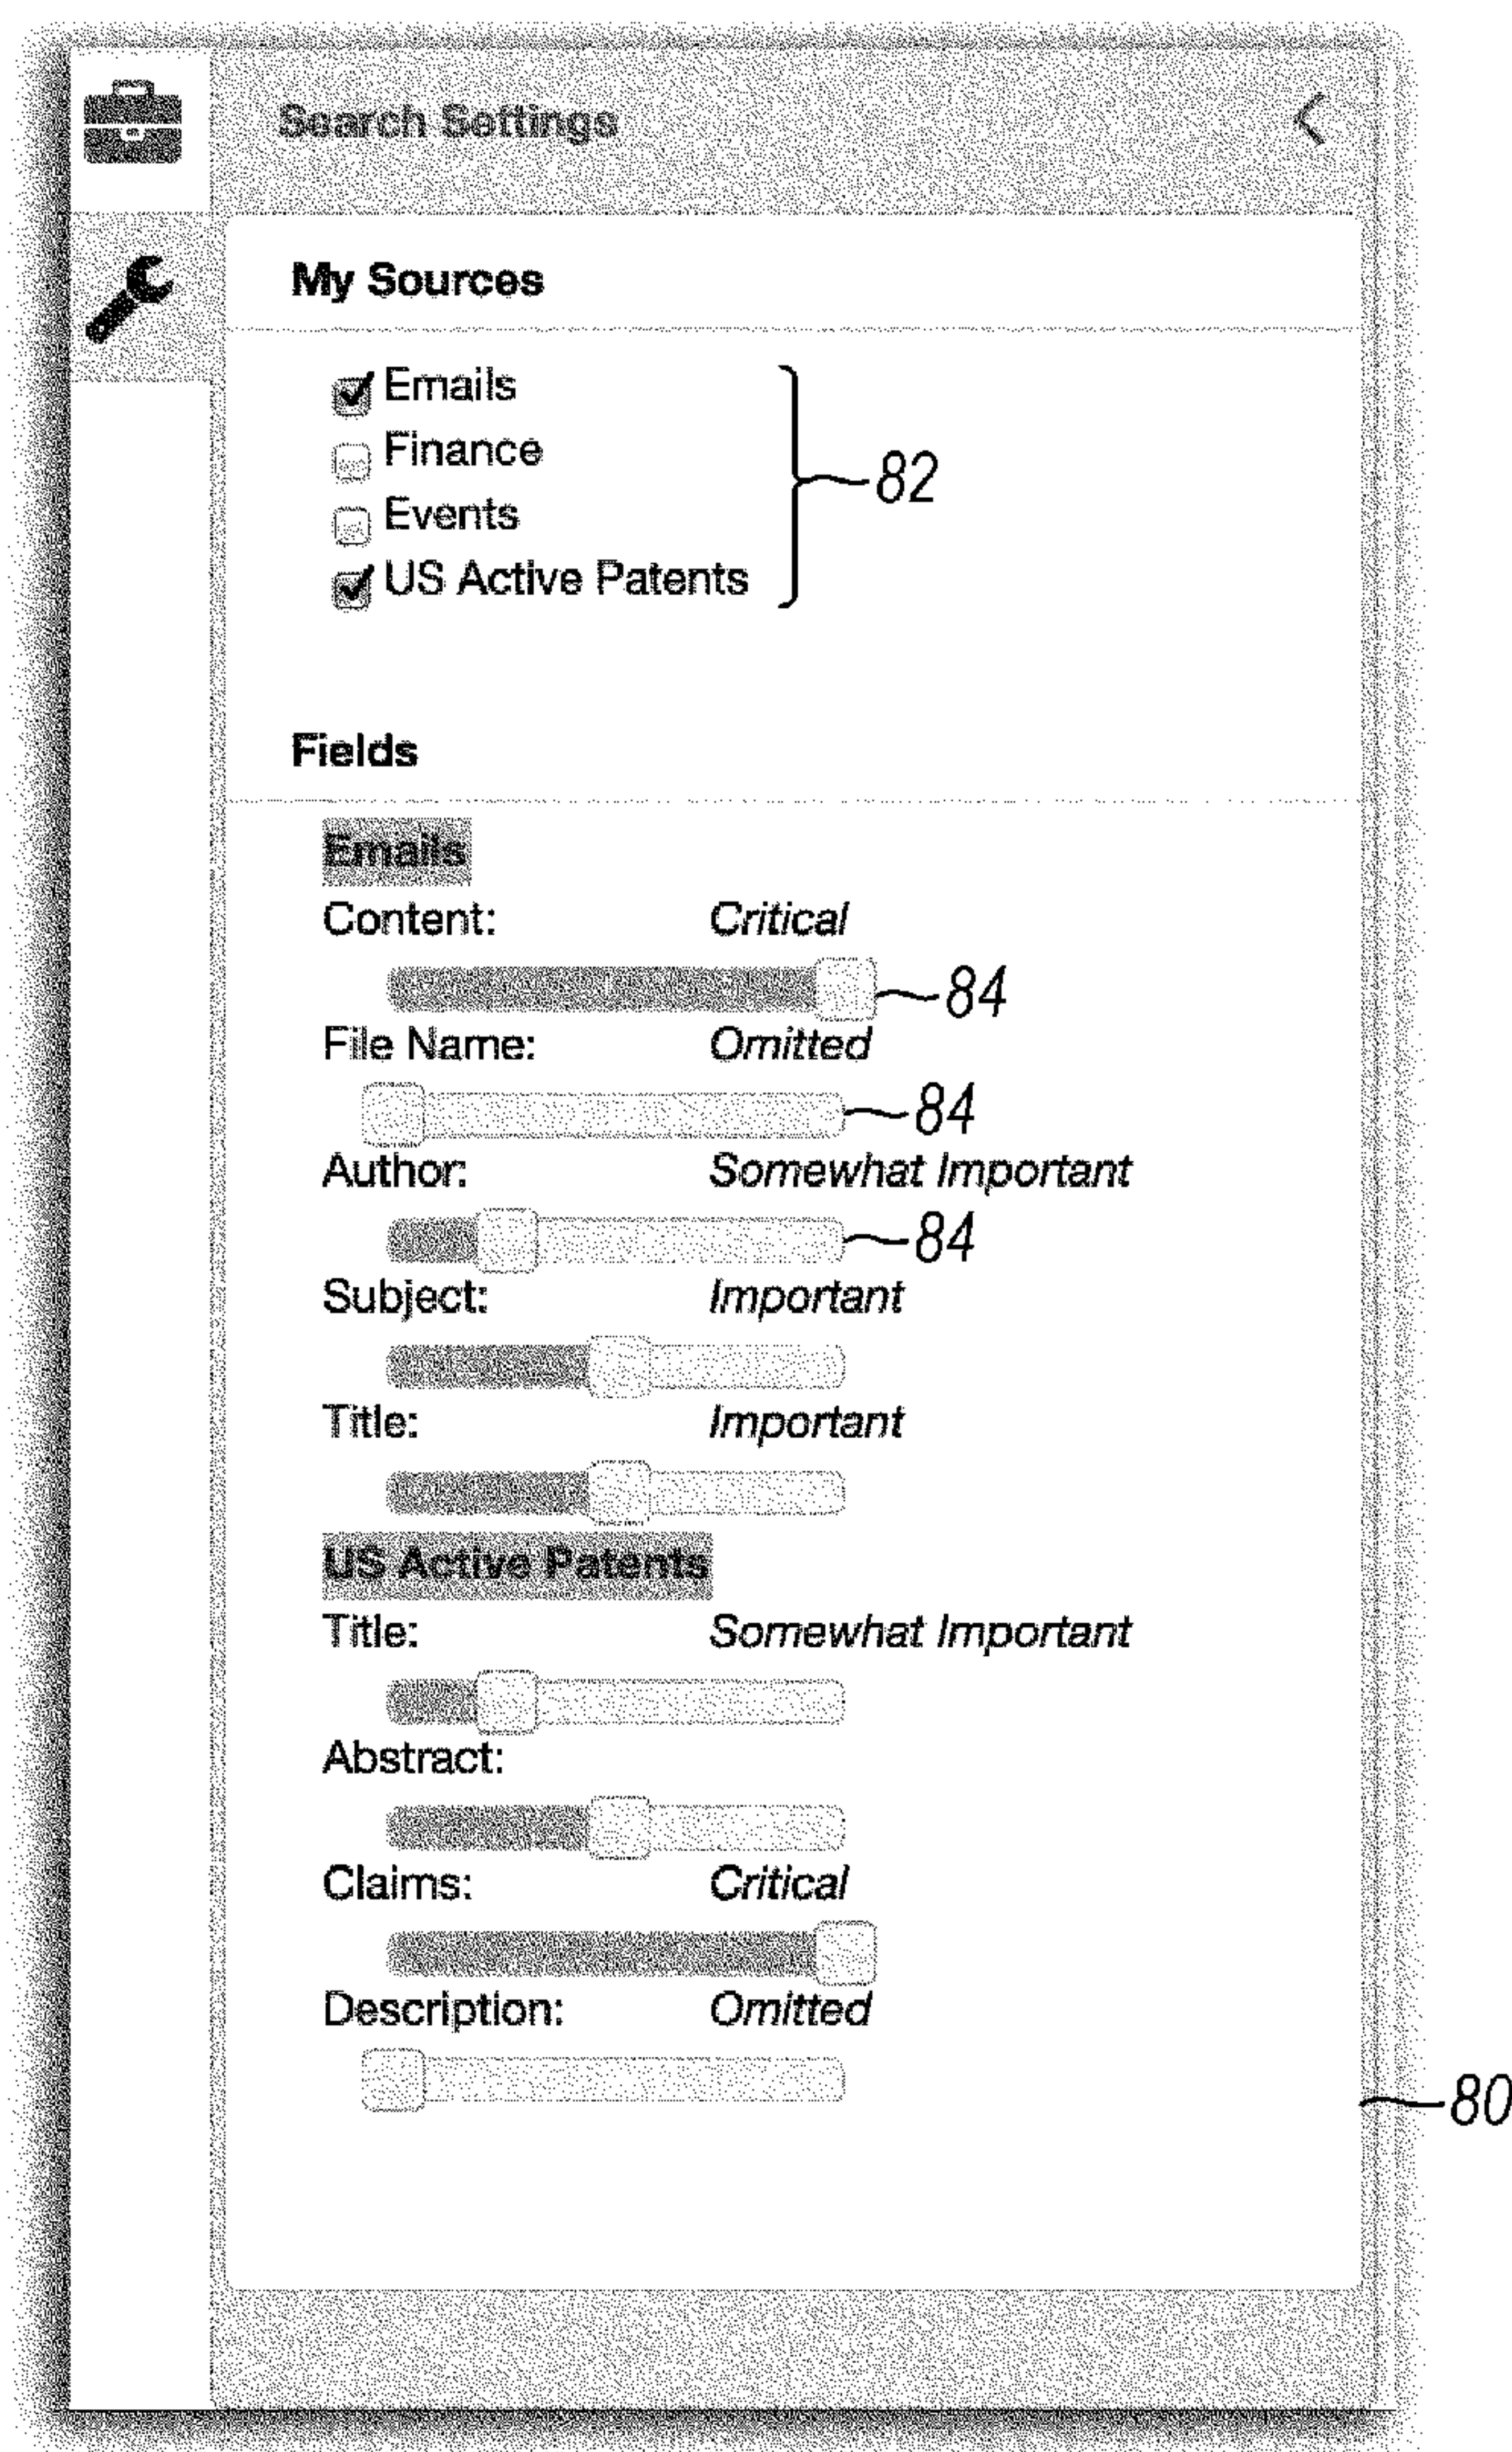 Search Settings
My Sources
Emails
Finance
Events
US Active Patents
82
Fields
Emails
Content: Critical
84
File Name: Omitted
84
Author: Somewhat Important
84
Subject: Important
Title: Important
US Active Patents
Title: Somewhat Important
Abstract:
Claims: Critical
Description: Omitted
80